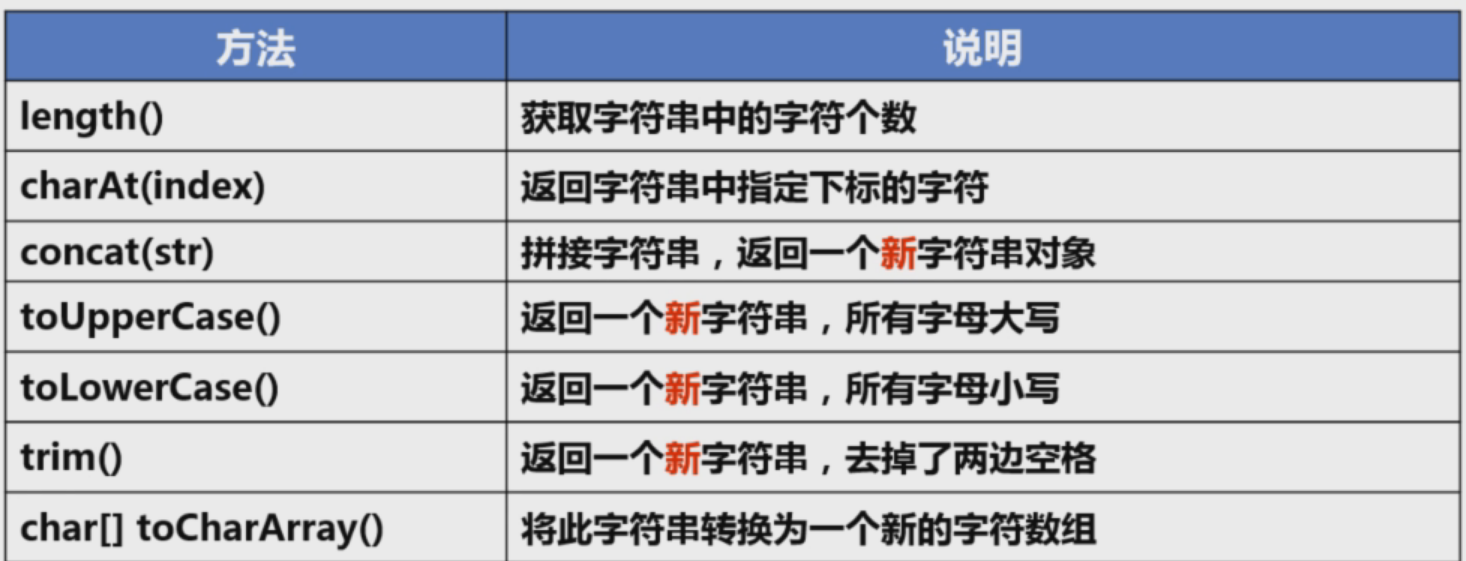 方法 说明
length() 获取字符串中的字符个数
charAt(index) 返回字符串中指定下标的字符
concat(str) 拼接字符串，返回一个新字符串对象
toUpperCase() 返回一个新字符串，所有字母大写
toLowerCase() 返回一个新字符串，所有字母小写
trim() 返回一个新字符串，去掉了两边空格
char[] toCharArray() 将此字符串转换为一个新的字符数组